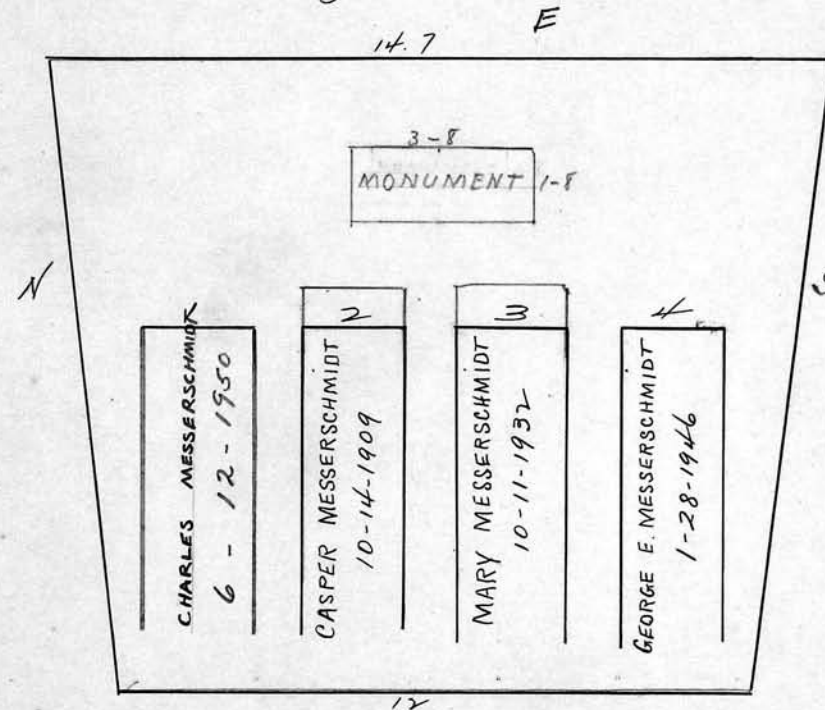 E
14.7
3-8
MONUMENT 1-8
N
2
3
4
CHARLES MESSERSCHMIDT
6-12-1950
CASPER MESSERSCHMIDT
10-14-1909
MARY MESSERSCHMIDT
10-11-1932
GEORGE E. MESSERSCHMIDT
1-28-1946
12